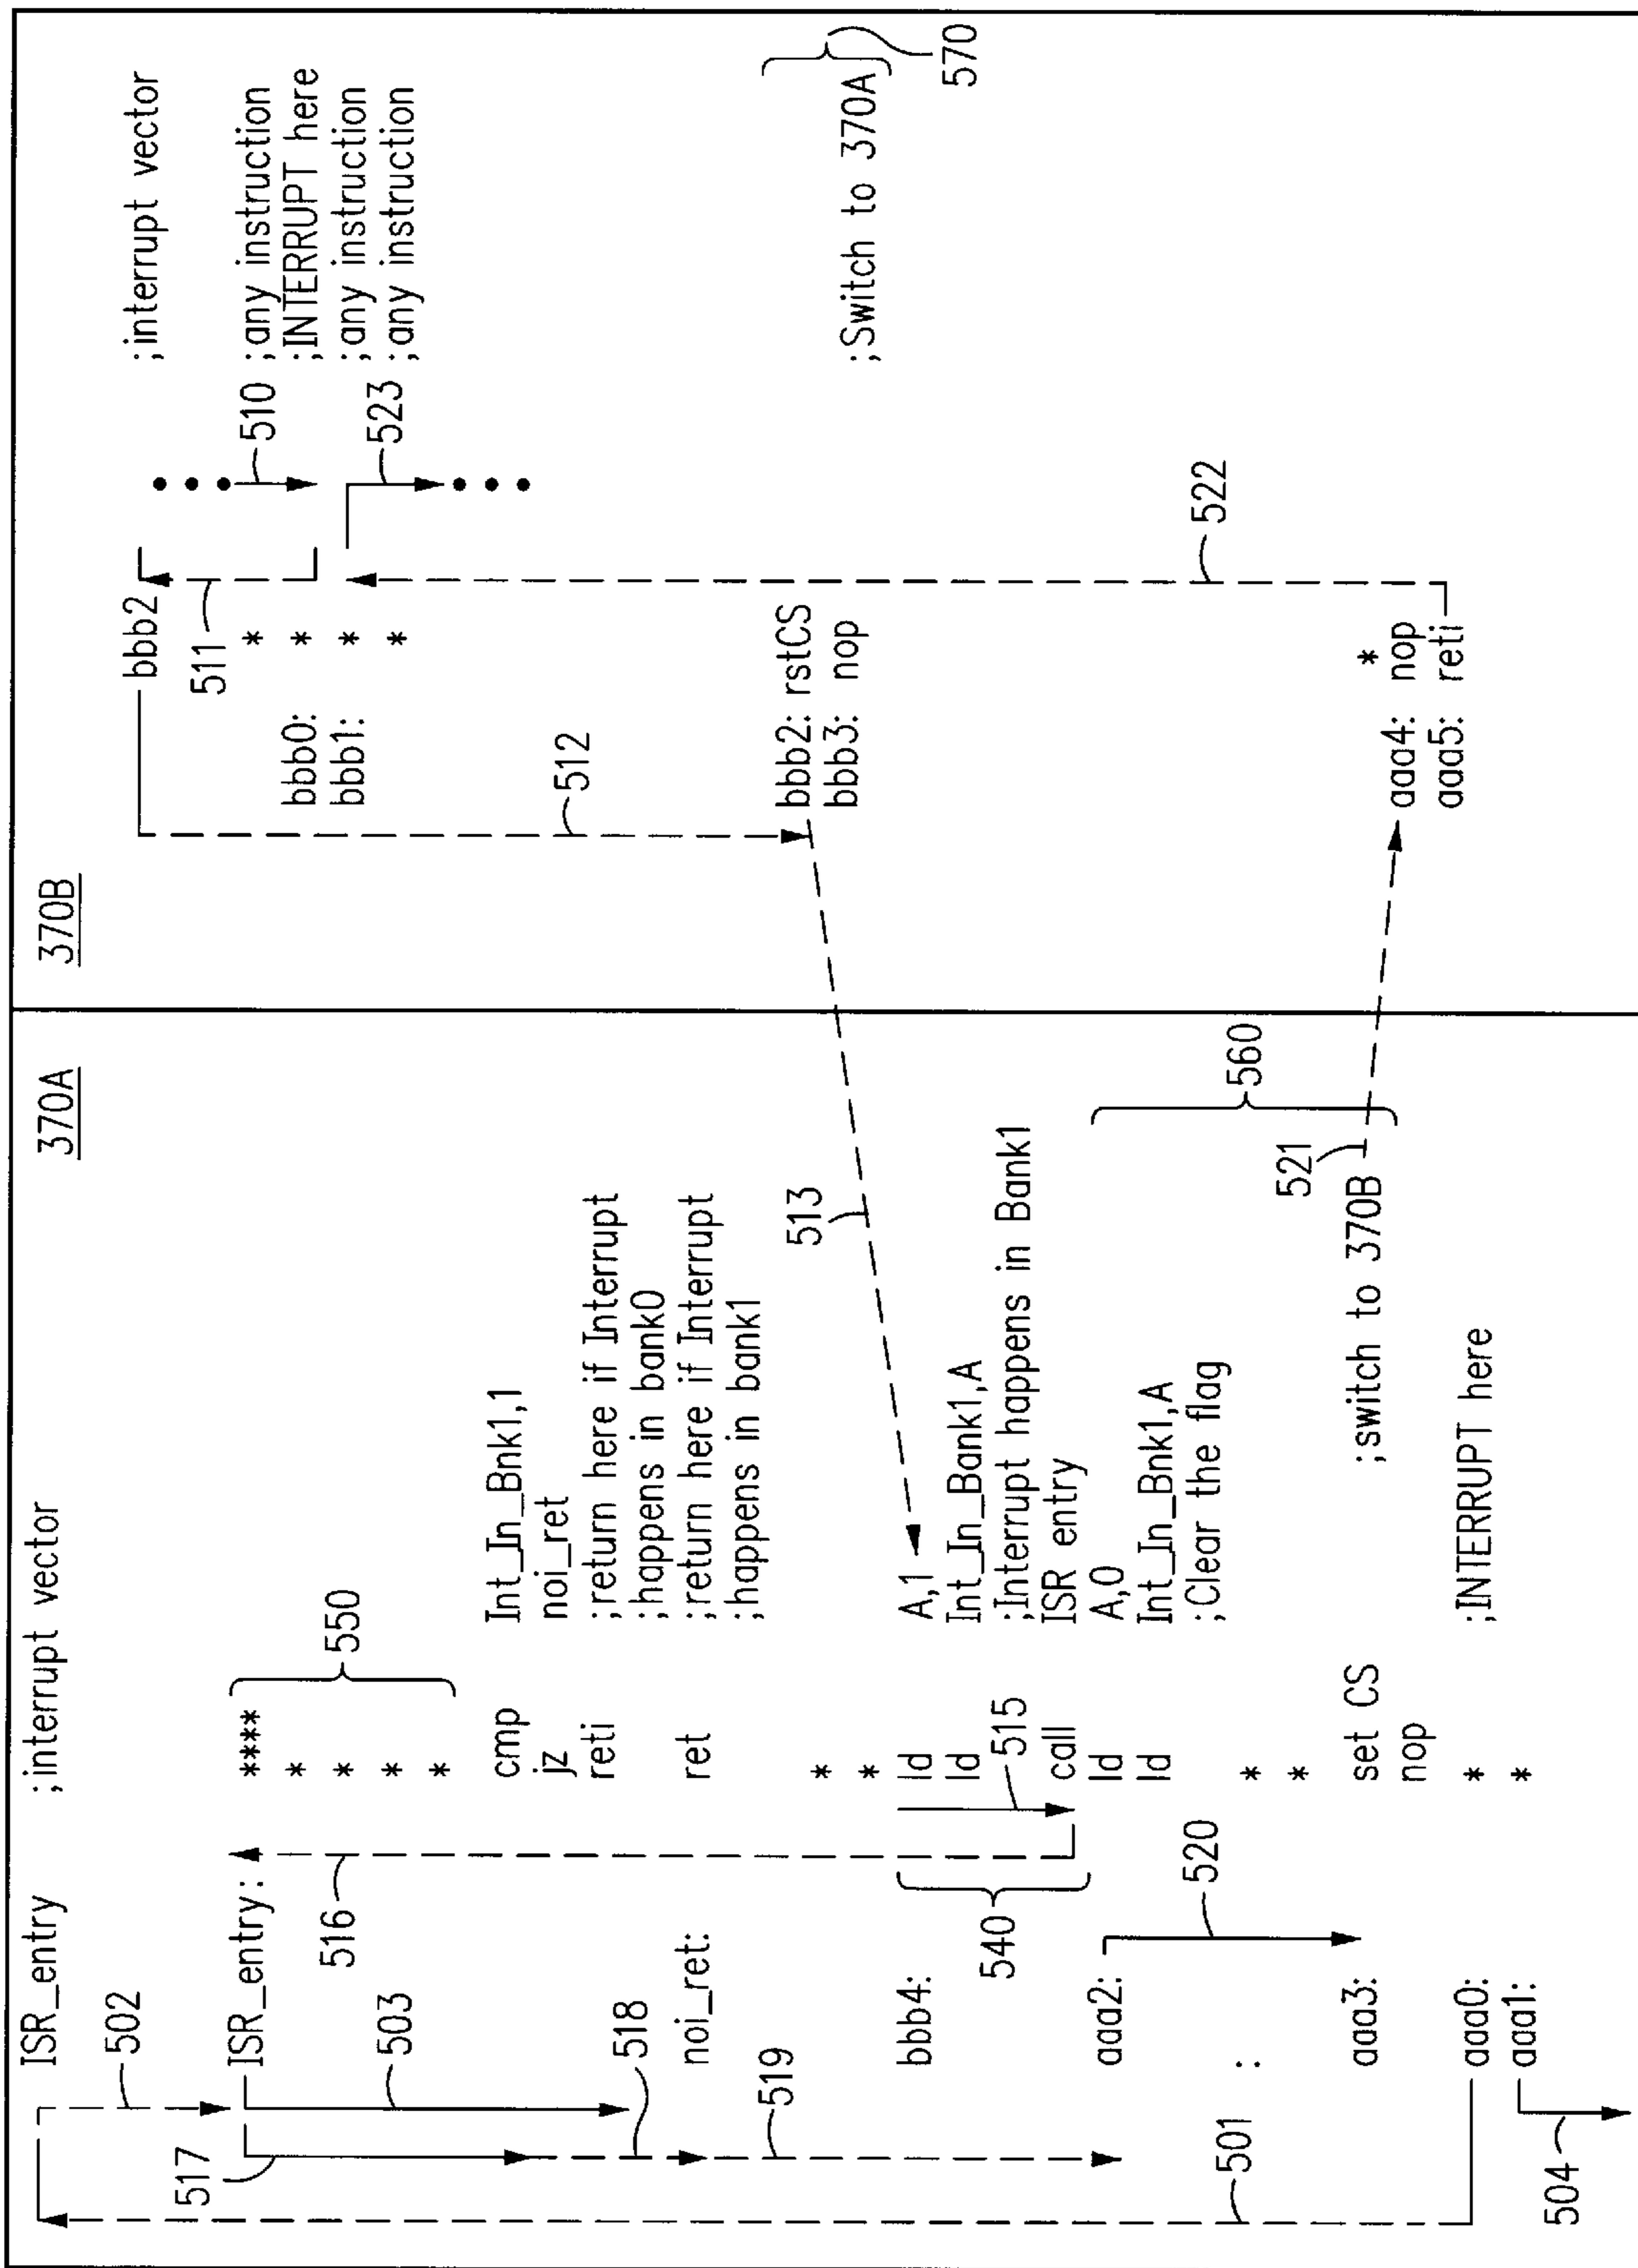 370A
ISR_entry ;interrupt vector
502
ISR_entry: ****
*
*
*
*
550
517
503
516
cmp Int_In_Bnk1,1
jz noi_ret
reti ;return here if Interrupt
;happens in bank0
518
noi_ret: ret ;return here if Interrupt
;happens in bank1
519
513
*
*
bbb4: ld A,1
ld Int_In_Bank1,A
515 ;Interrupt happens in Bank1
540
call ISR entry
aaa2: ld A,0
ld Int_In_Bnk1,A
;Clear the flag
520
560
501
: *
*
521
aaa3: set CS ;switch to 370B
nop
aaa0: * ;INTERRUPT here
aaa1: *
504
370B
bbb2 ;interrupt vector
511
* 510 ;any instruction
bbb0: * ;INTERRUPT here
bbb1: * ;any instruction
* 523 ;any instruction
512
bbb2: rstCS
bbb3: nop ;Switch to 370A
570
522
*
aaa4: nop
aaa5: reti